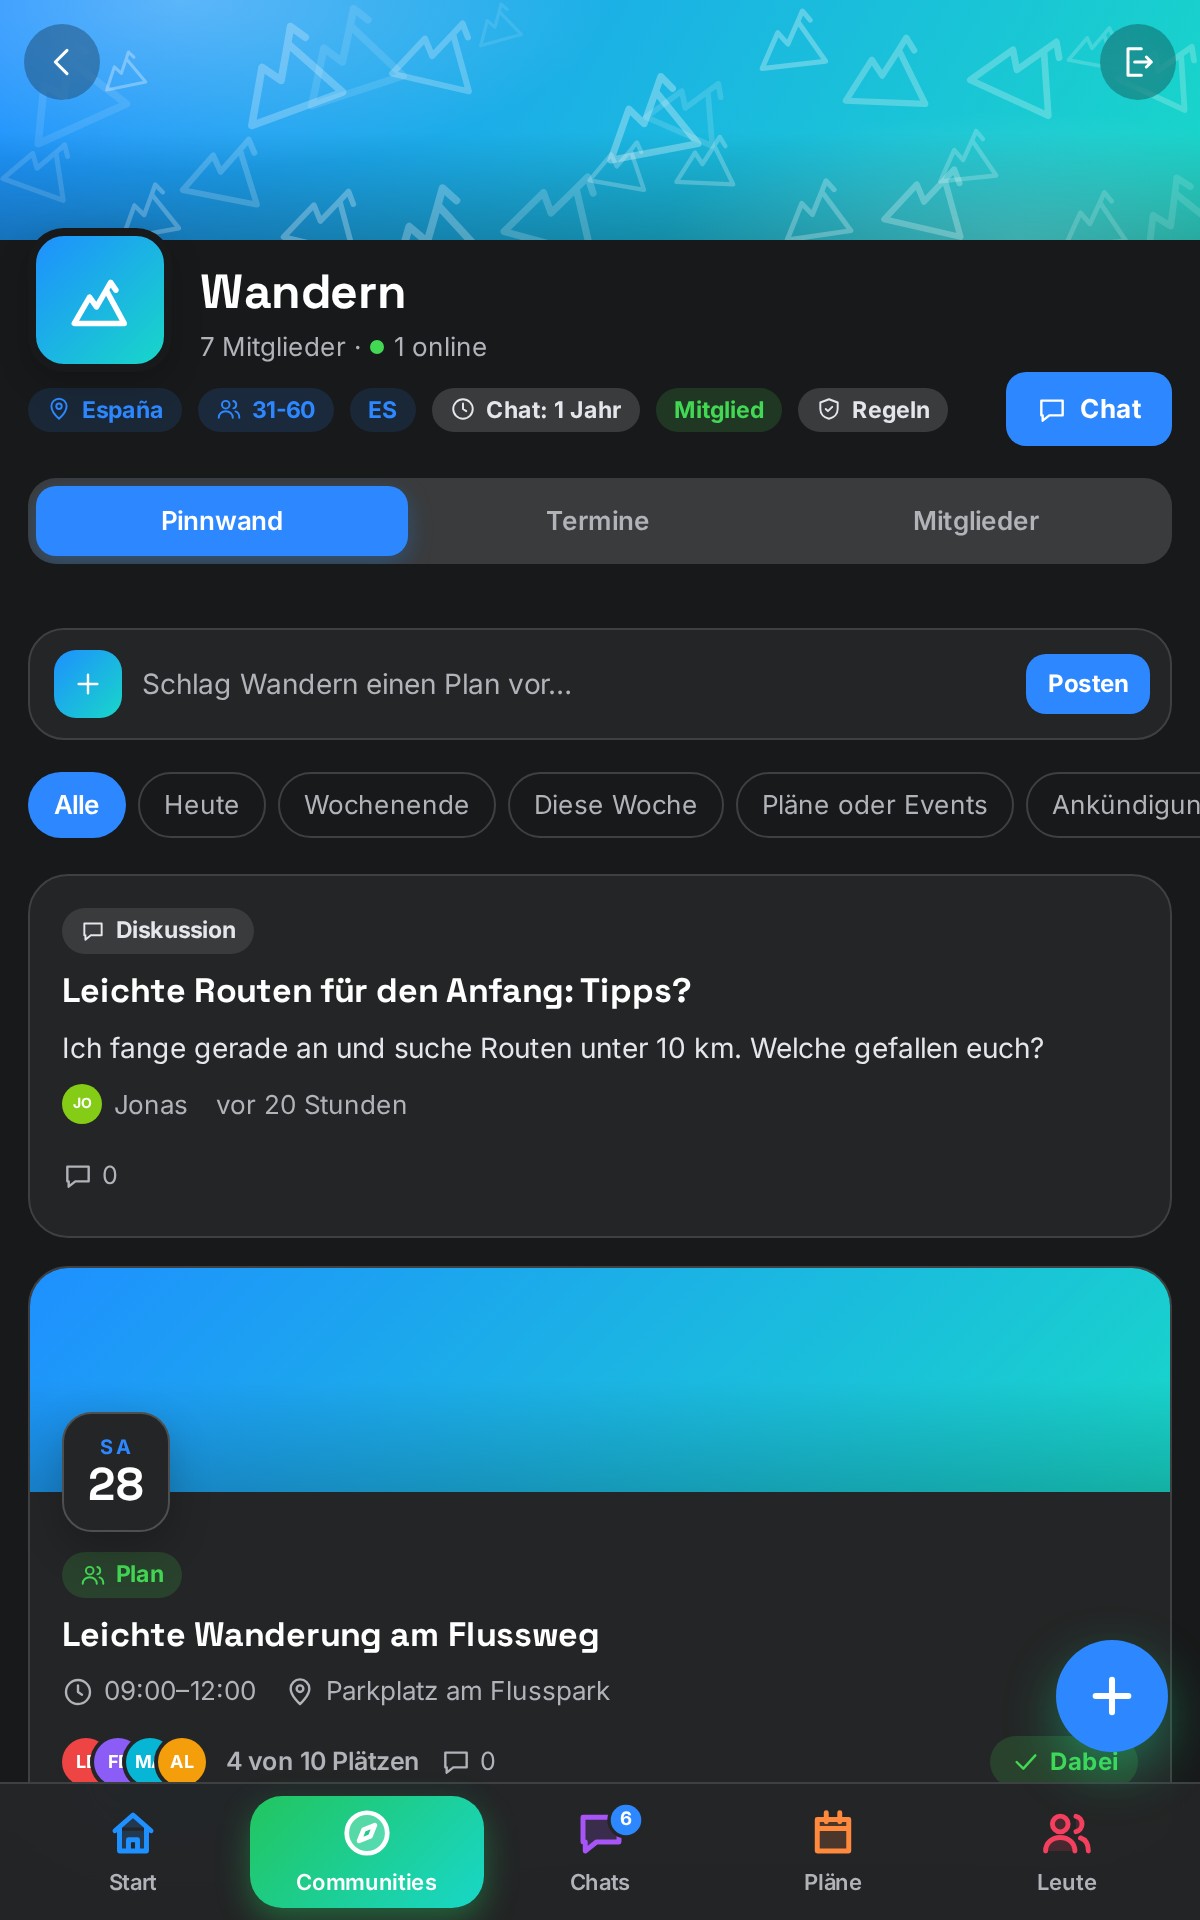 Wandern
7 Mitglieder · 1 online
España
31-60
ES
Chat: 1 Jahr
Mitglied
Regeln
Chat
Pinnwand
Termine
Mitglieder
Schlag Wandern einen Plan vor...
Posten
Alle
Heute
Wochenende
Diese Woche
Pläne oder Events
Ankündigun
Diskussion
Leichte Routen für den Anfang: Tipps?
Ich fange gerade an und suche Routen unter 10 km. Welche gefallen euch?
JO
Jonas
vor 20 Stunden
0
SA
28
Plan
Leichte Wanderung am Flussweg
09:00–12:00
Parkplatz am Flusspark
AL
4 von 10 Plätzen
0
Dabei
Start
Communities
6
Chats
Pläne
Leute